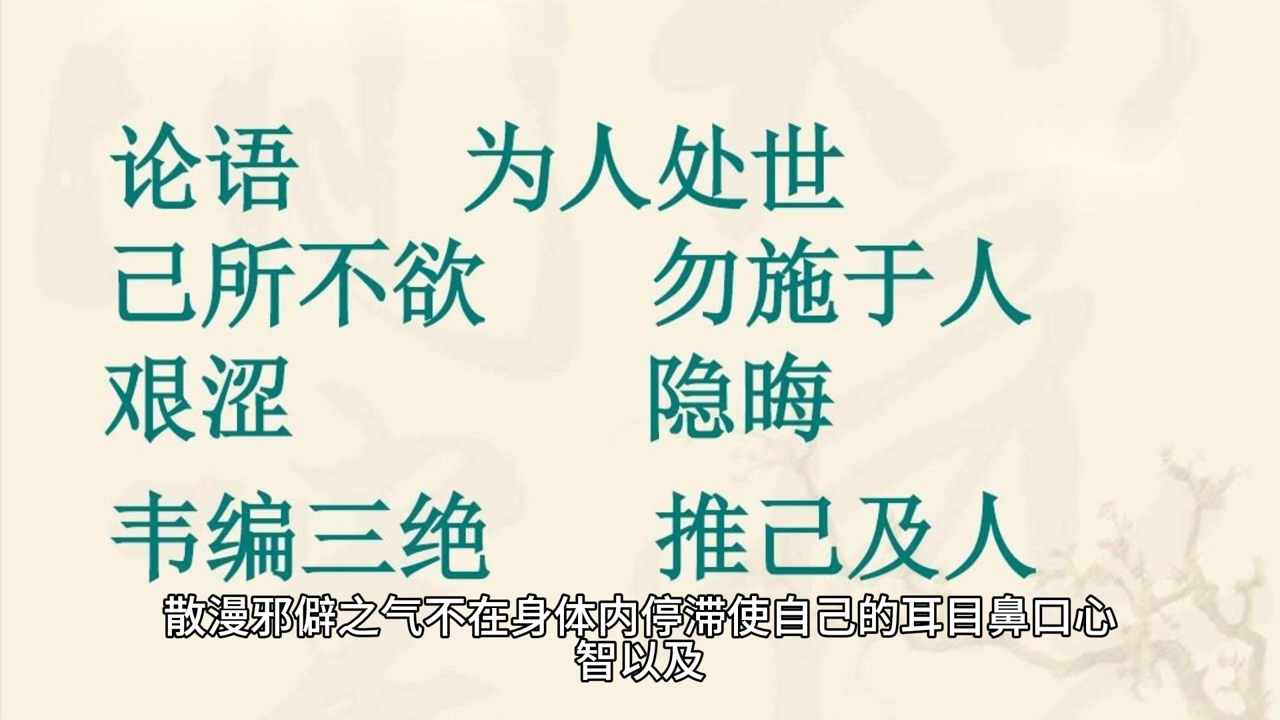 论语 为人处世
己所不欲 勿施于人
艰涩 隐晦
韦编三绝 推己及人
散漫邪僻之气不在身体内停滞使自己的耳目鼻口心
智以及